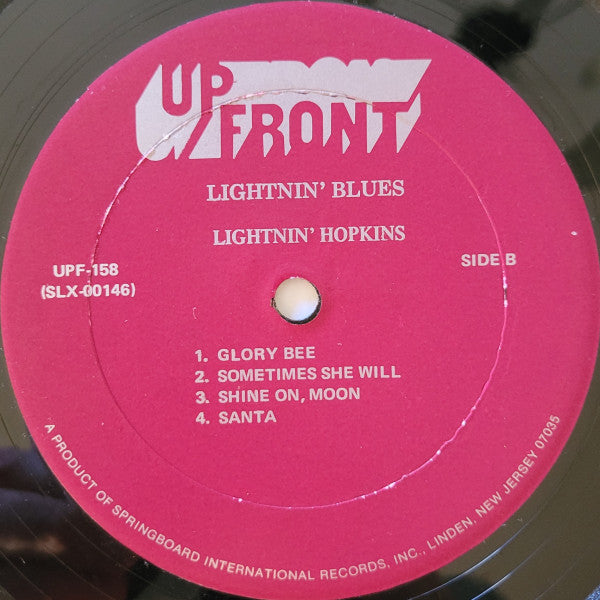 UP
FRONT
LIGHTNIN' BLUES
LIGHTNIN' HOPKINS
UPF-158
(SLX-00146)
SIDE B
1. GLORY BEE
2. SOMETIMES SHE WILL
3. SHINE ON, MOON
4. SANTA
A PRODUCT OF SPRINGBOARD INTERNATIONAL RECORDS, INC., LINDEN, NEW JERSEY 07035